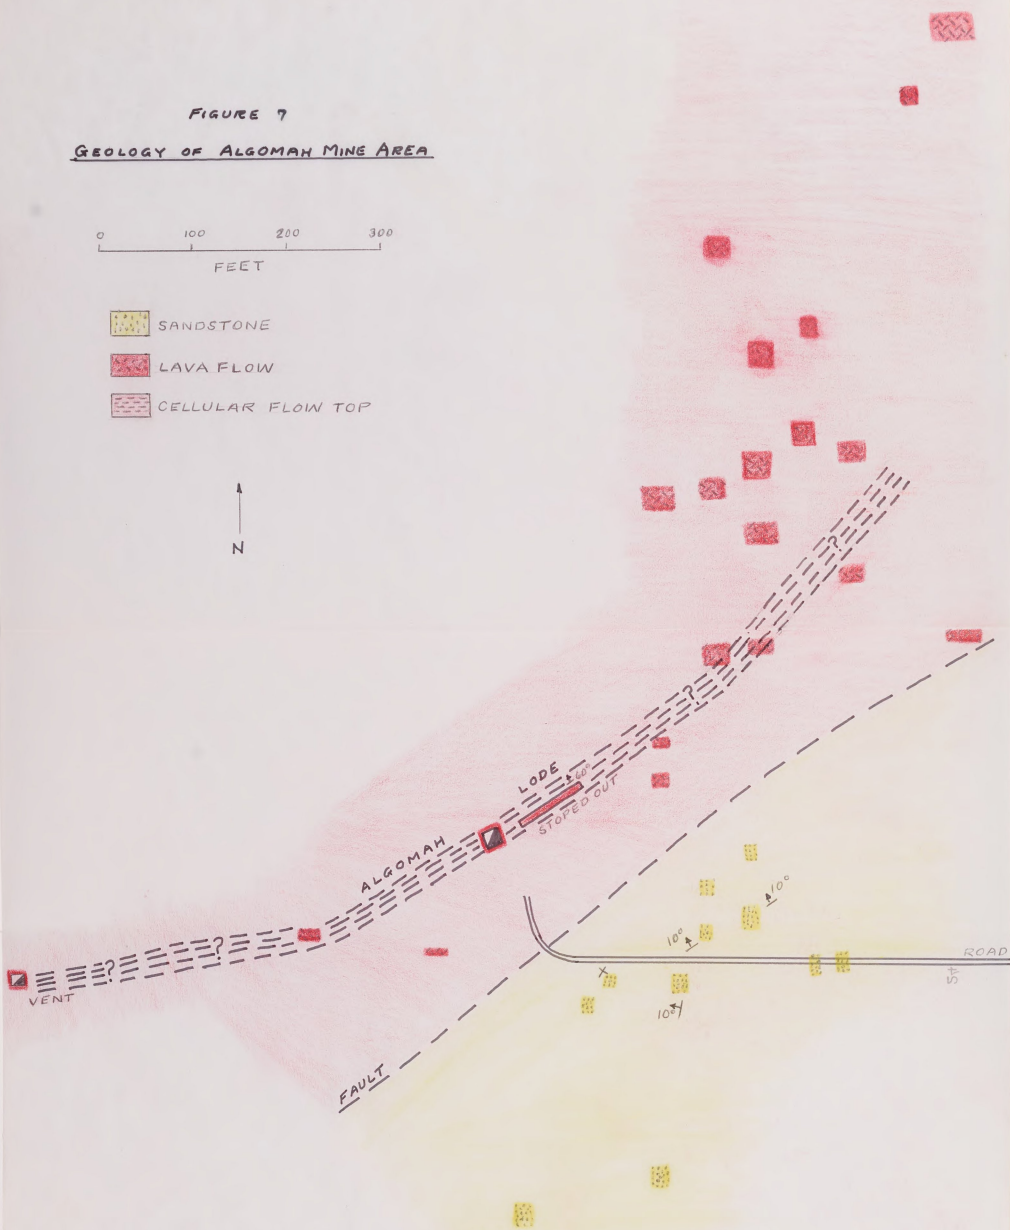 FIGURE 7
GEOLOGY OF ALGOMAH MINE AREA
0 100 200 300
FEET
SANDSTONE
LAVA FLOW
CELLULAR FLOW TOP
N
?
?
LODE
60°
STOPED OUT
ALGOMAH
10°
10°
ROAD
? ?
X
VENT
45
10°
FAULT